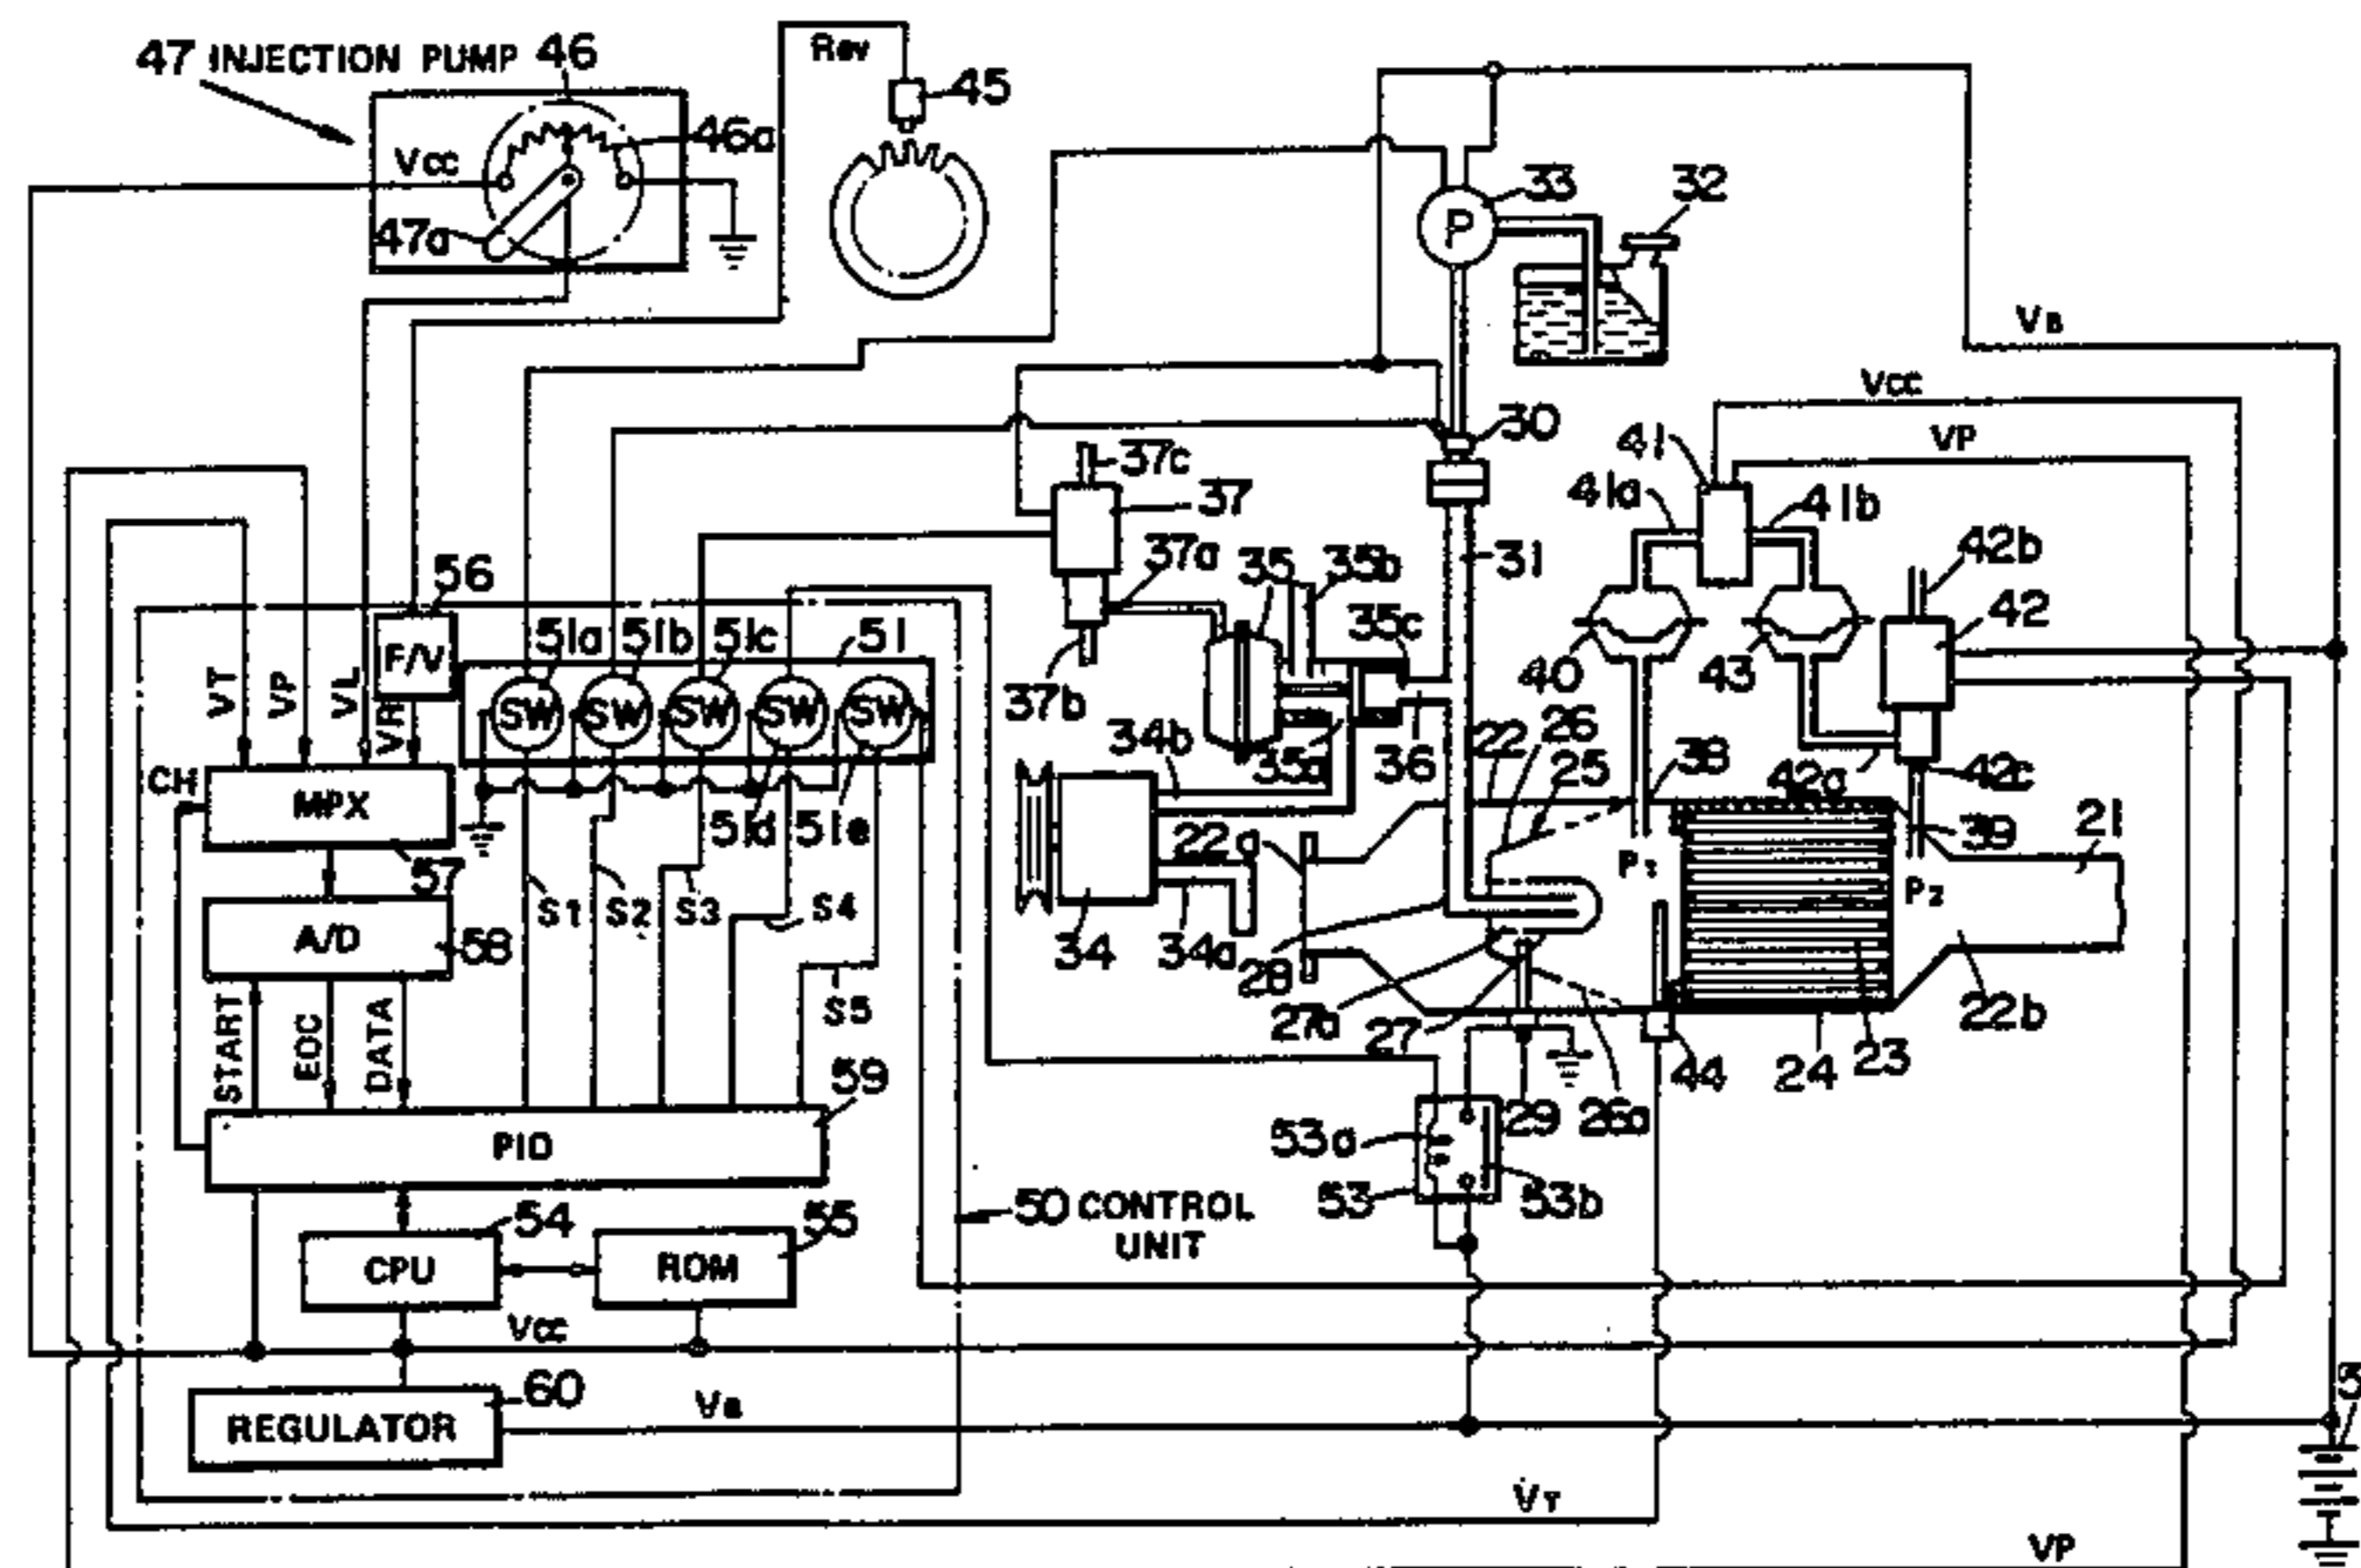 47 INJECTION PUMP 46
Rev
45
46a
Vcc
47a
33
32
P
VB
Vcc
VP
30
41
41a
41b
37c
37
37a
35
35b
35c
31
42b
42
56
F/V
51a
51b
51c
51
37b
40
43
VT
VP
VL
VR
SW
SW
SW
SW
SW
34b
35a
36
22
26
25
38
42a
42c
CH
MPX
57
51d
51e
22a
39
21
P1
P2
A/D
58
S1
S2
S3
S4
S5
34
34a
28
27a
27
22b
START
EOC
DATA
59
44
24
23
29
26a
PIO
53a
53
53b
50 CONTROL
UNIT
54
55
CPU
ROM
Vcc
60
REGULATOR
VB
VT
VP